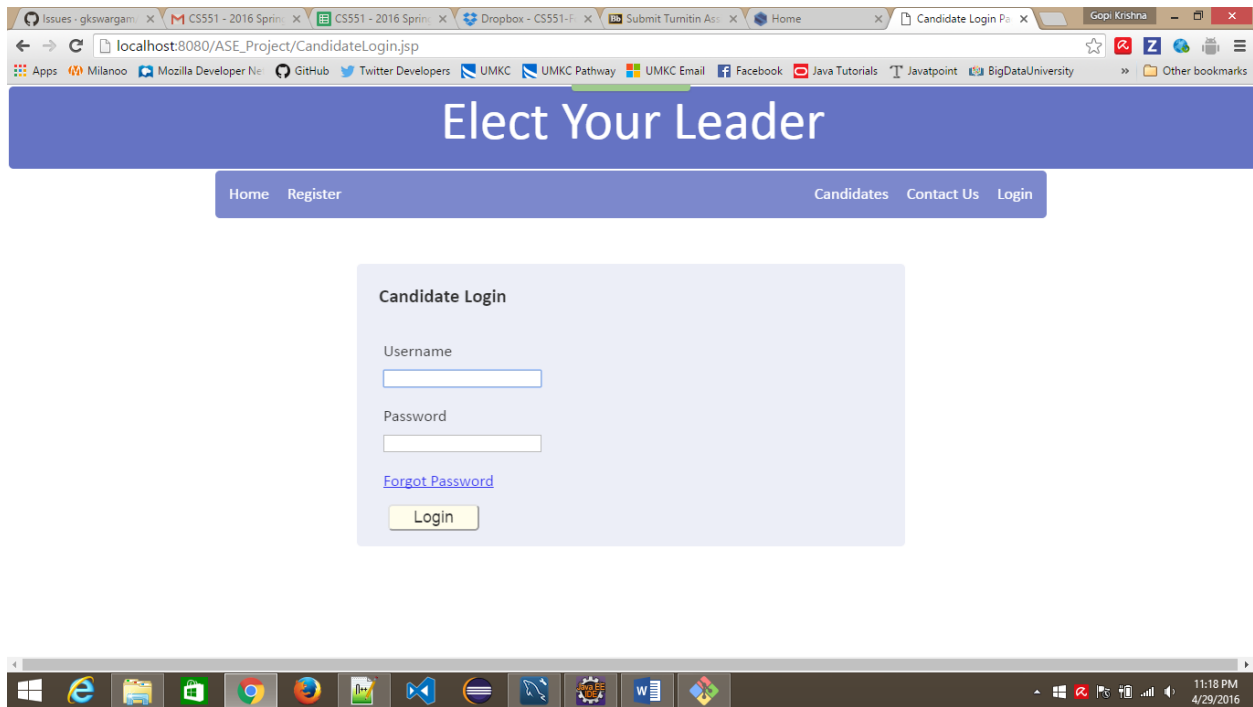 Issues - gkswargam M CS551 - 2016 Spring CS551 - 2016 Spring Dropbox - CS551-F Bb Submit Turnitin Ass Home Candidate Login Pa Gopi Krishna
localhost:8080/ASE_Project/CandidateLogin.jsp
Apps Milanoo Mozilla Developer Ne GitHub Twitter Developers UMKC UMKC Pathway UMKC Email Facebook Java Tutorials Javatpoint BigDataUniversity » Other bookmarks
Elect Your Leader
Home Register Candidates Contact Us Login
Candidate Login
Username
Password
Forgot Password
Login
11:18 PM
4/29/2016